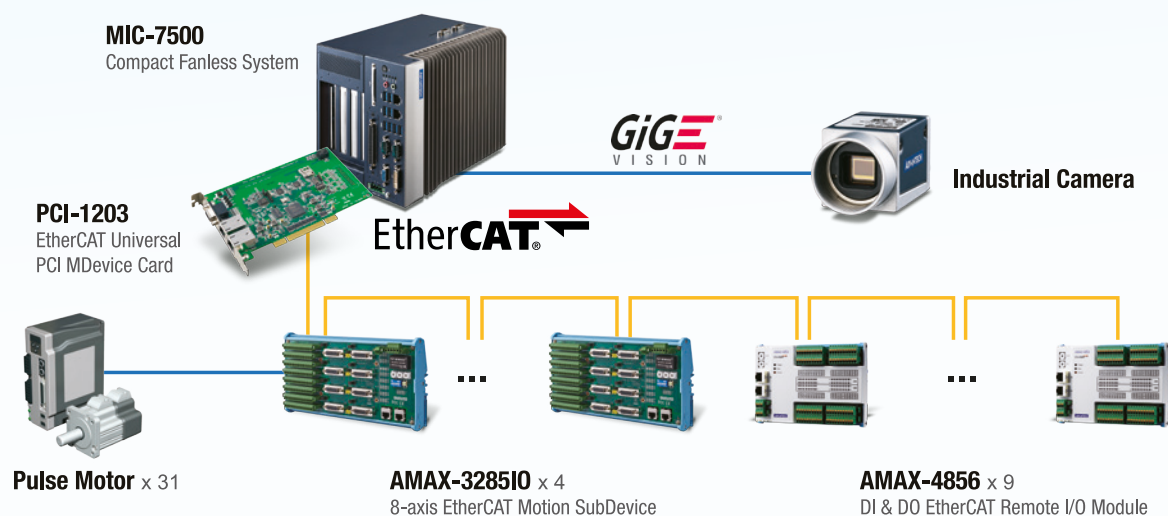 MIC-7500
Compact Fanless System
GiGE
VISION
Industrial Camera
PCI-1203
EtherCAT Universal
PCI MDevice Card
EtherCAT®
...
...
Pulse Motor x 31
AMAX-3285IO x 4
8-axis EtherCAT Motion SubDevice
AMAX-4856 x 9
DI & DO EtherCAT Remote I/O Module